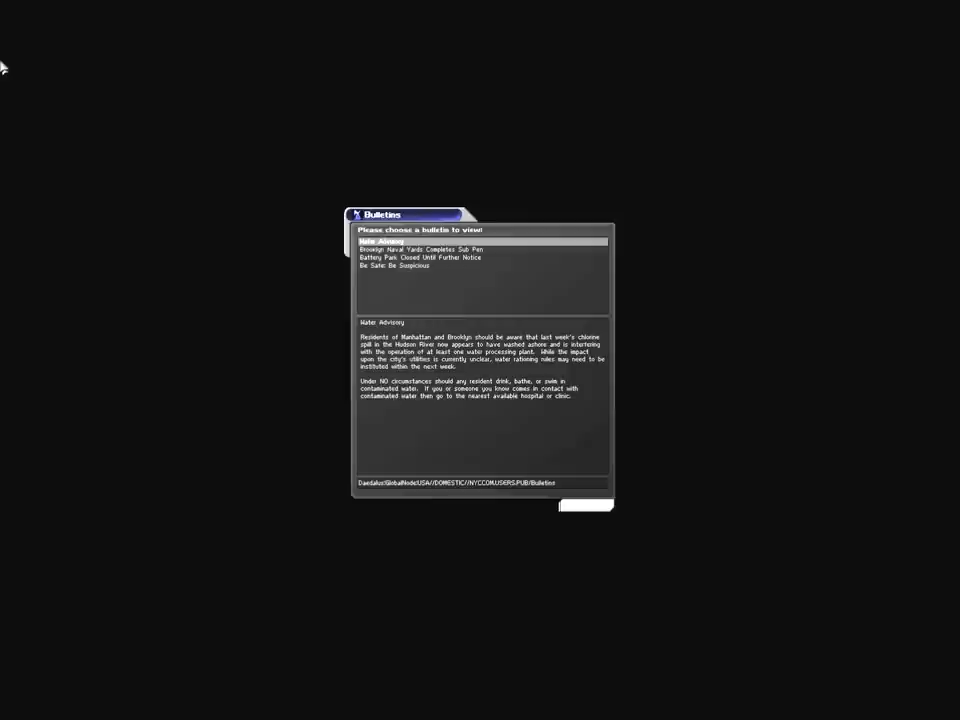 Bulletins
Please choose a bulletin to view:
Water Advisory
Brooklyn Naval Yards Completes Sub Pen
Battery Park Closed Until Further Notice
Be Safe: Be Suspicious
Water Advisory
Residents of Manhattan and Brooklyn should be aware that last week's chlorine
spill in the Hudson River now appears to have washed ashore and is interfering
with the operation of at least one water processing plant. While the impact
upon the city's utilities is currently unclear, water rationing rules may need to be
instituted within the next week.
Under NO circumstances should any resident drink, bathe, or swim in
contaminated water. If you or someone you know comes in contact with
contaminated water then go to the nearest available hospital or clinic.
Daedalus:GlobalNode:USA//DOMESTIC//NYCCOM.USERS.PUB/Bulletins